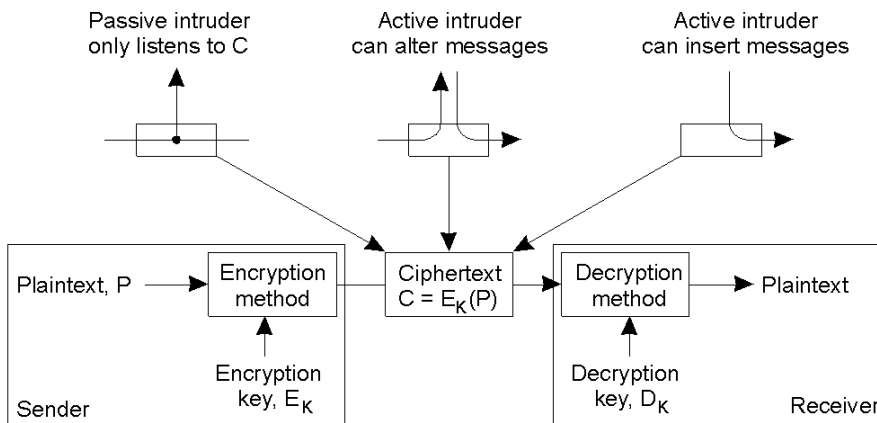 Passive intruder
only listens to C
Active intruder
can alter messages
Active intruder
can insert messages
Plaintext, P
Encryption
method
Ciphertext
C = E_K(P)
Decryption
method
Plaintext
Encryption
key, E_K
Decryption
key, D_K
Sender
Receiver